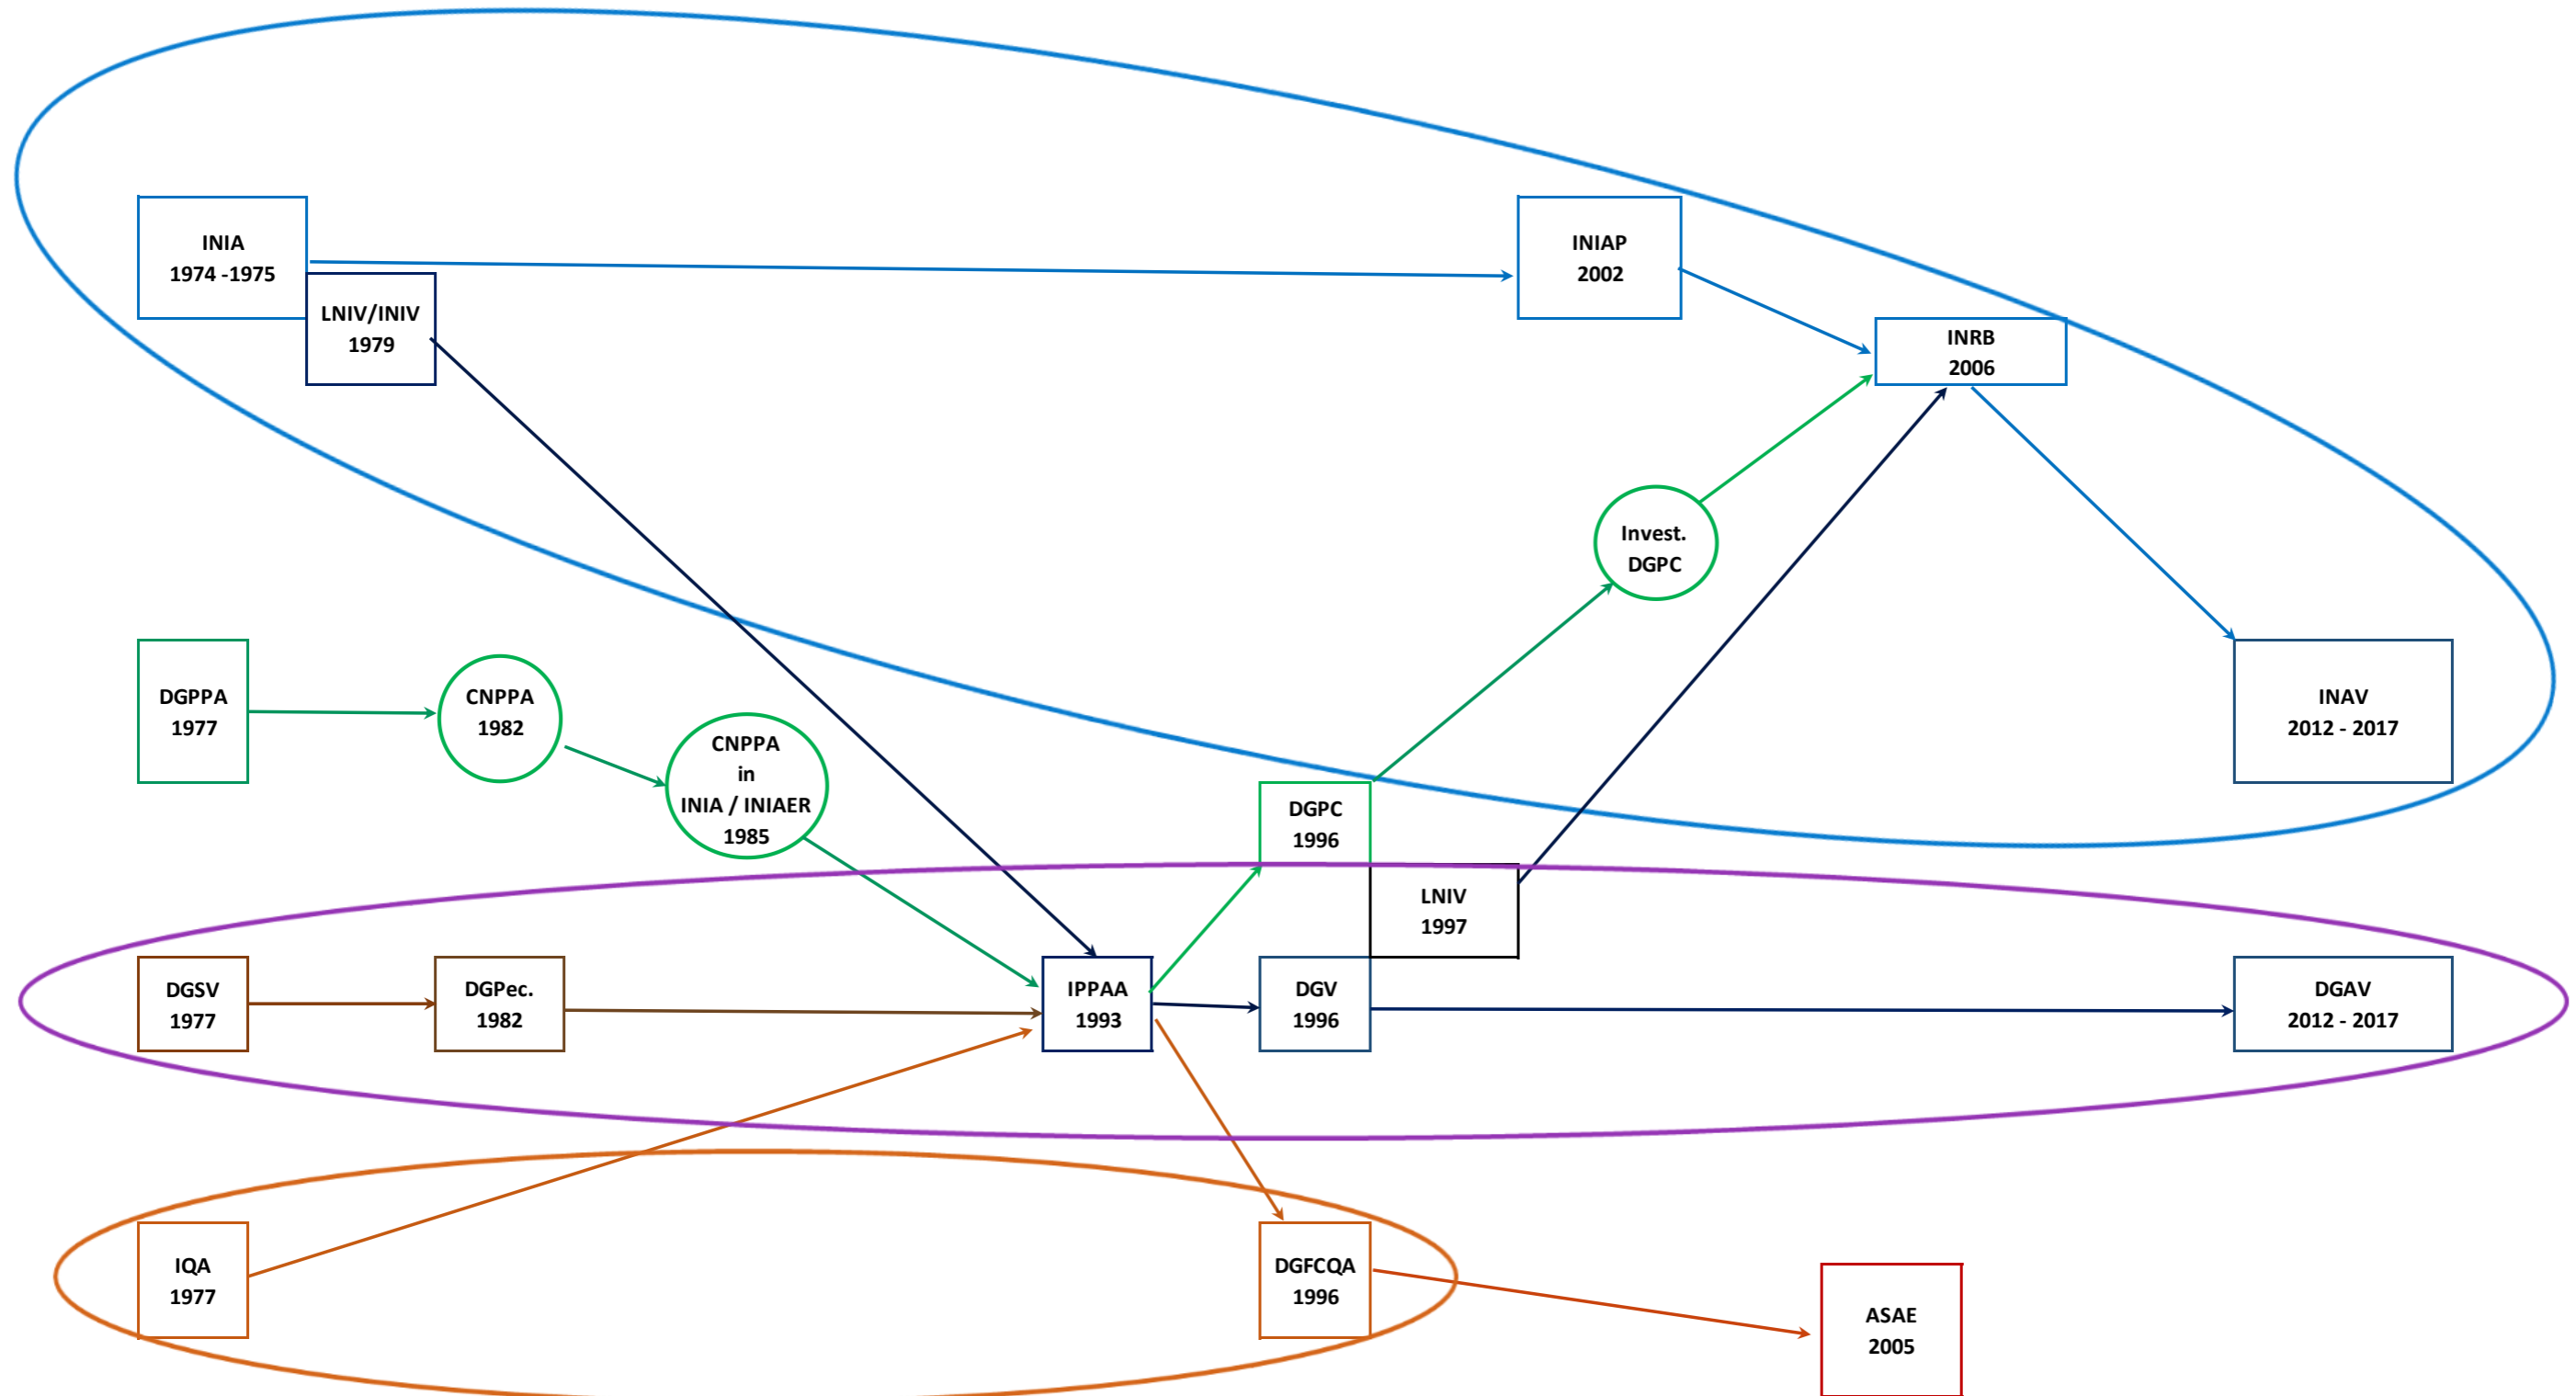 INIA
1974 -1975
LNIV/INIV
1979
INIAP
2002
INRB
2006
Invest.
DGPC
DGPPA
1977
CNPPA
1982
CNPPA
in
INIA / INIAER
1985
INAV
2012 - 2017
DGPC
1996
LNIV
1997
DGSV
1977
DGPec.
1982
IPPAA
1993
DGV
1996
DGAV
2012 - 2017
IQA
1977
DGFCQA
1996
ASAE
2005